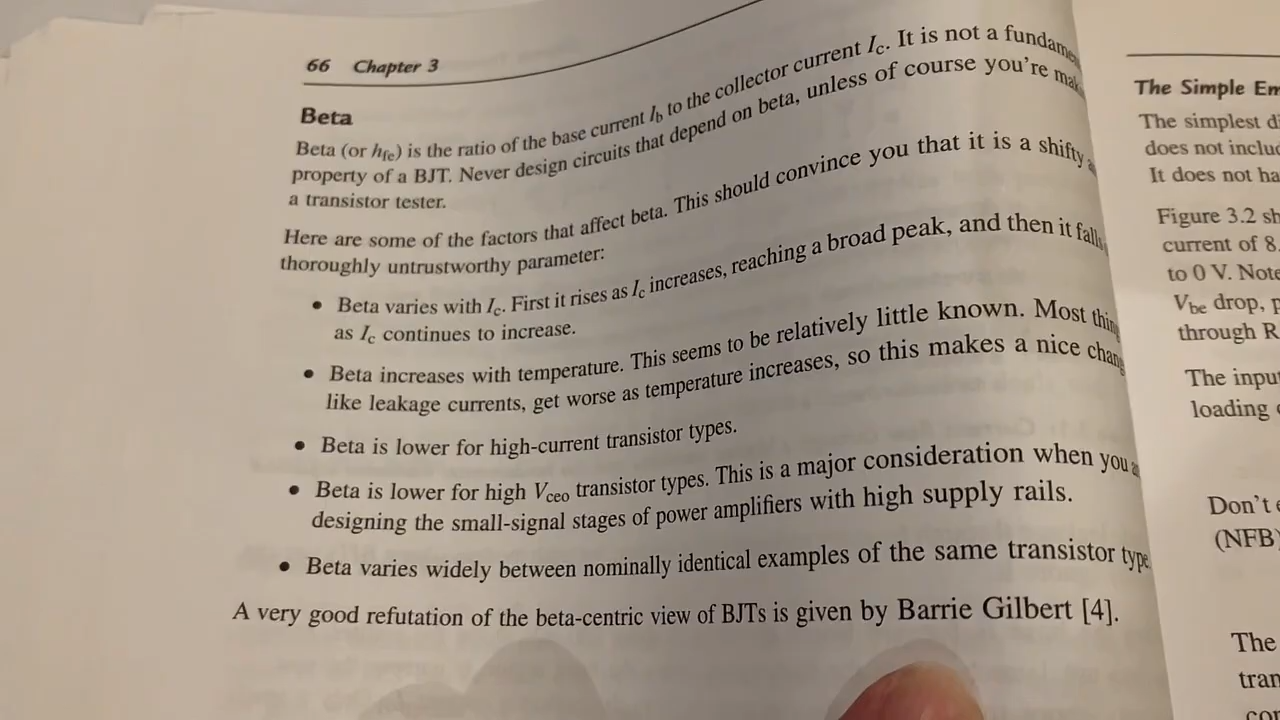 66 Chapter 3
Beta
Beta (or hfe) is the ratio of the base current Ib to the collector current Ic. It is not a
property of a BJT. Never design circuits that depend on beta, unless of course you're
a transistor tester.
Here are some of the factors that affect beta. This should convince you that it is a shifty
thoroughly untrustworthy parameter:
• Beta varies with Ic. First it rises as Ic increases, reaching a broad peak, and then it falls
as Ic continues to increase.
• Beta increases with temperature. This seems to be relatively little known. Most
like leakage currents, get worse as temperature increases, so this makes a nice
• Beta is lower for high-current transistor types.
• Beta is lower for high Vceo transistor types. This is a major consideration when you
designing the small-signal stages of power amplifiers with high supply rails.
• Beta varies widely between nominally identical examples of the same transistor type
A very good refutation of the beta-centric view of BJTs is given by Barrie Gilbert [4].
The Simple
The simplest
does not
It does not
Figure 3.2
current of 8.
to 0 V. Note
Vbe drop,
through R
The
loading
Don't
(NFB)
The